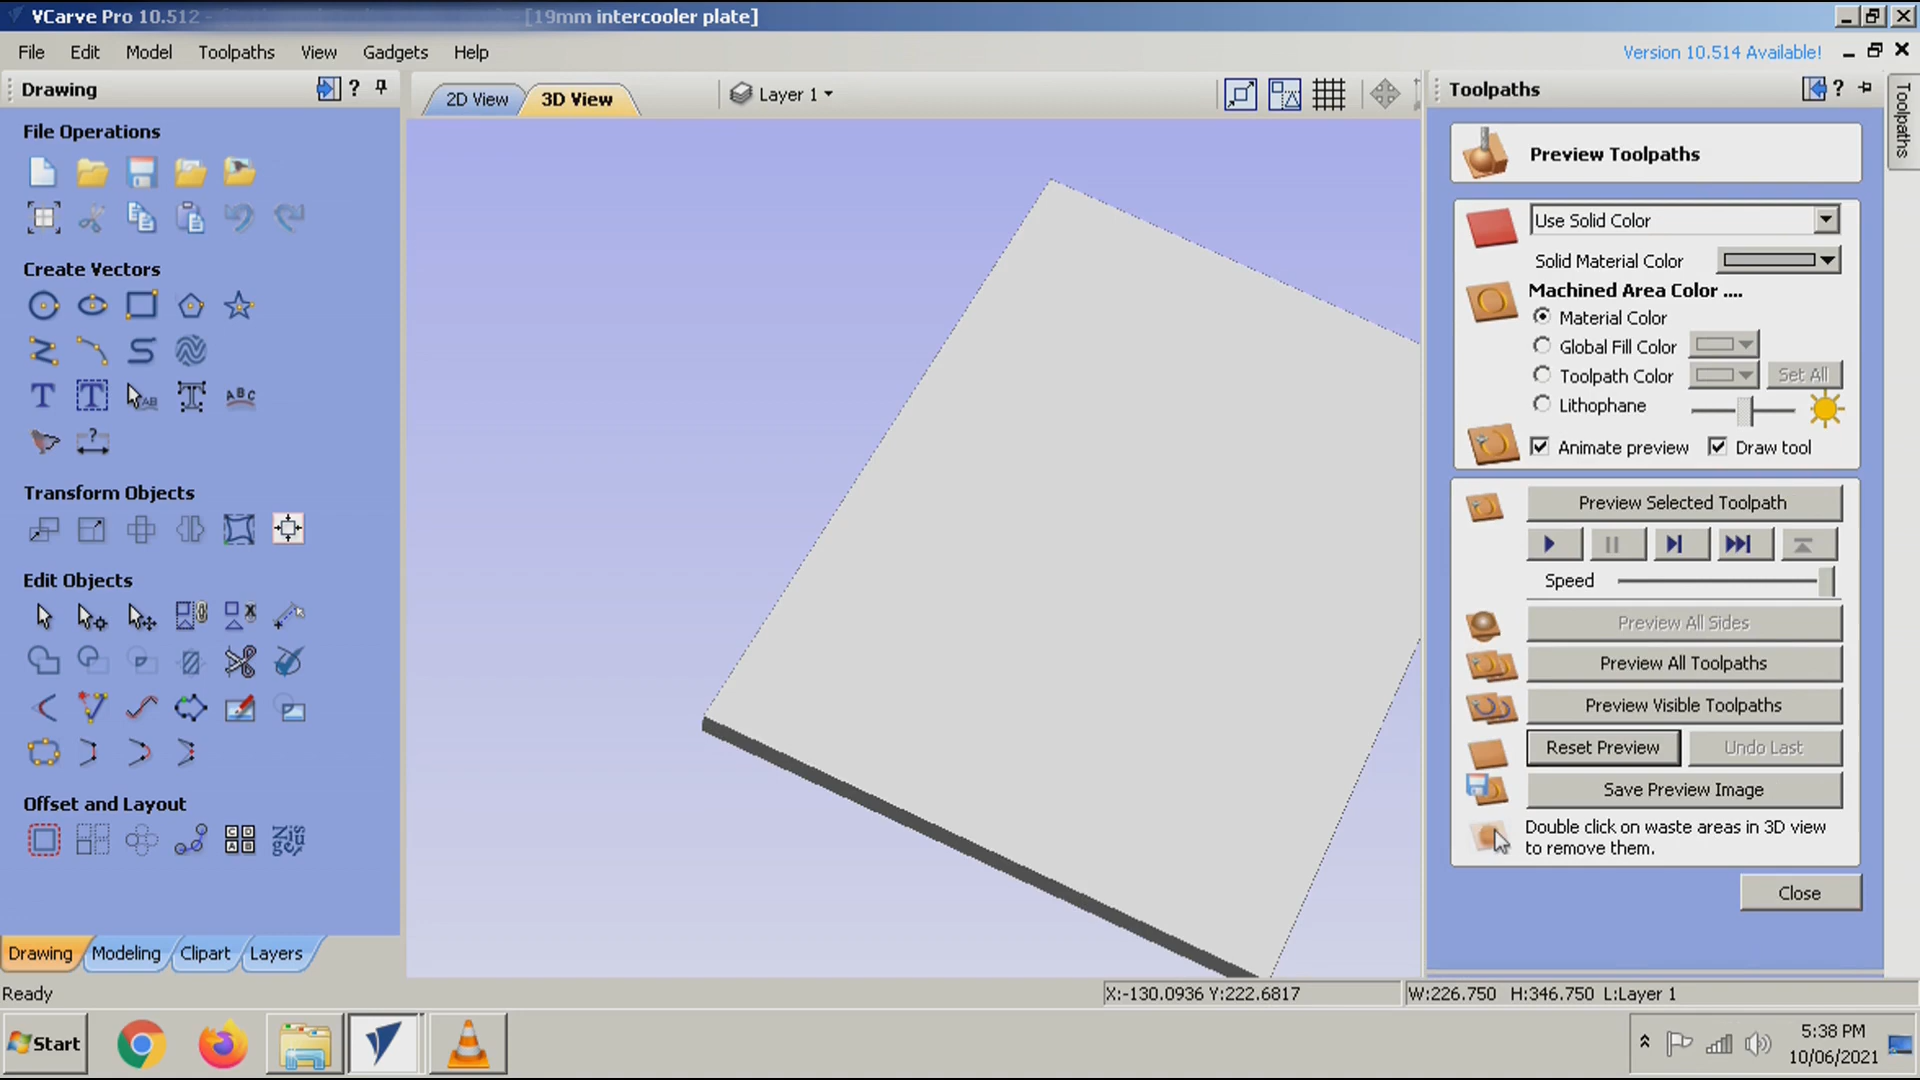 VCarve Pro 10.512 - [19mm intercooler plate]
File Edit Model Toolpaths View Gadgets Help
Version 10.514 Available!
Drawing
File Operations
Create Vectors
Transform Objects
Edit Objects
Offset and Layout
Drawing Modeling Clipart Layers
2D View 3D View
Layer 1
Toolpaths
Toolpaths
Preview Toolpaths
Use Solid Color
Solid Material Color
Machined Area Color ....
Material Color
Global Fill Color
Toolpath Color Set All
Lithophane
Animate preview Draw tool
Preview Selected Toolpath
Speed
Preview All Sides
Preview All Toolpaths
Preview Visible Toolpaths
Reset Preview Undo Last
Save Preview Image
Double click on waste areas in 3D view
to remove them.
Close
Ready
X:-130.0936 Y:222.6817
W:226.750 H:346.750 L:Layer 1
Start
5:38 PM
10/06/2021